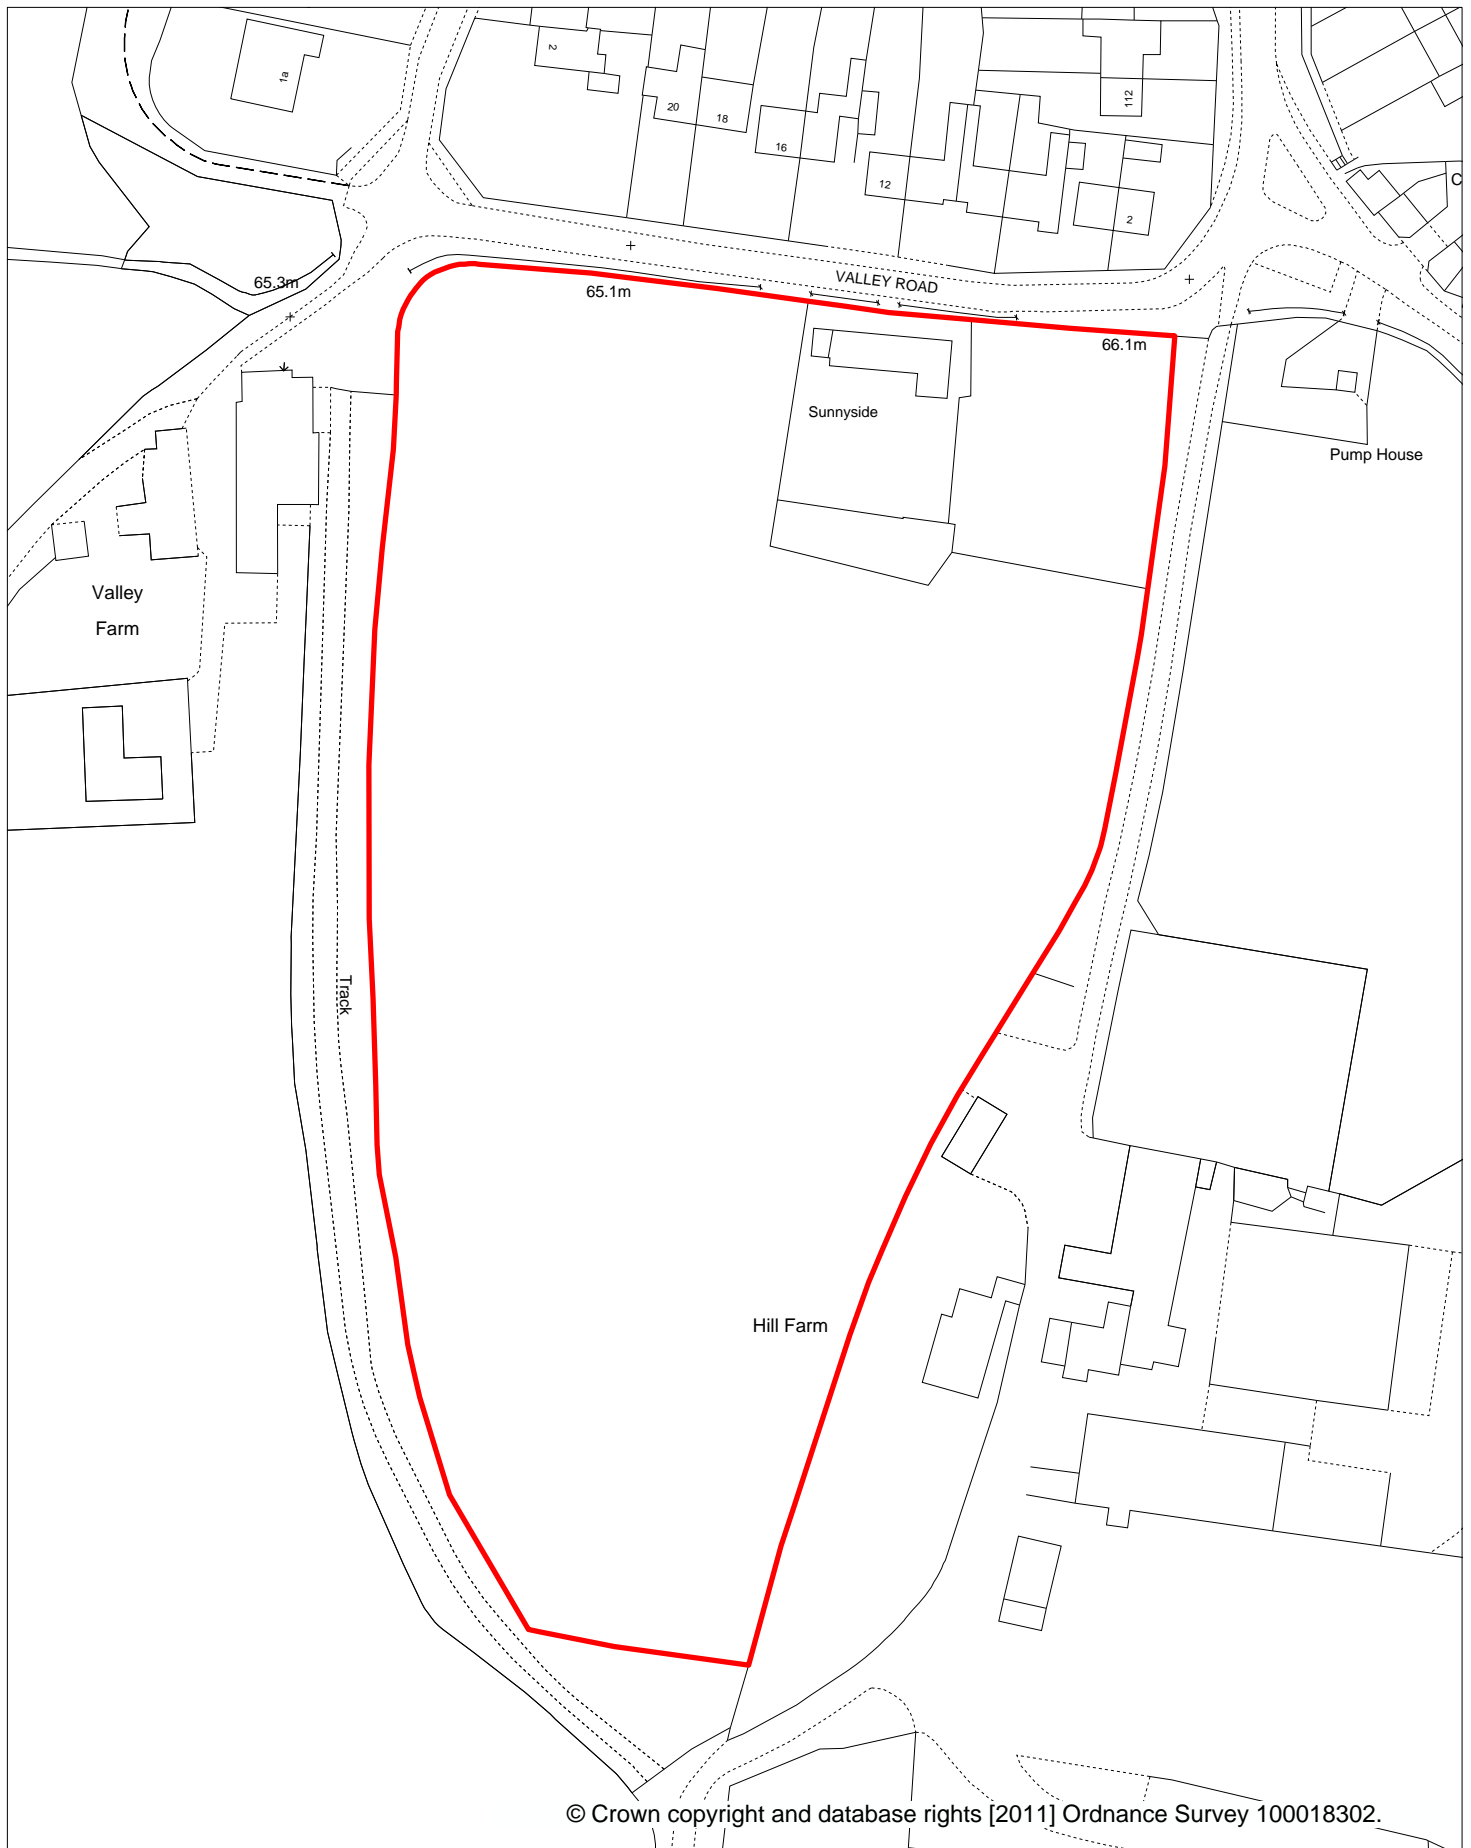 1a
2
20
18
16
12
112
2
C
65.3m
65.1m
VALLEY ROAD
66.1m
Sunnyside
Pump House
Valley
Farm
Track
Hill Farm
© Crown copyright and database rights [2011] Ordnance Survey 100018302.